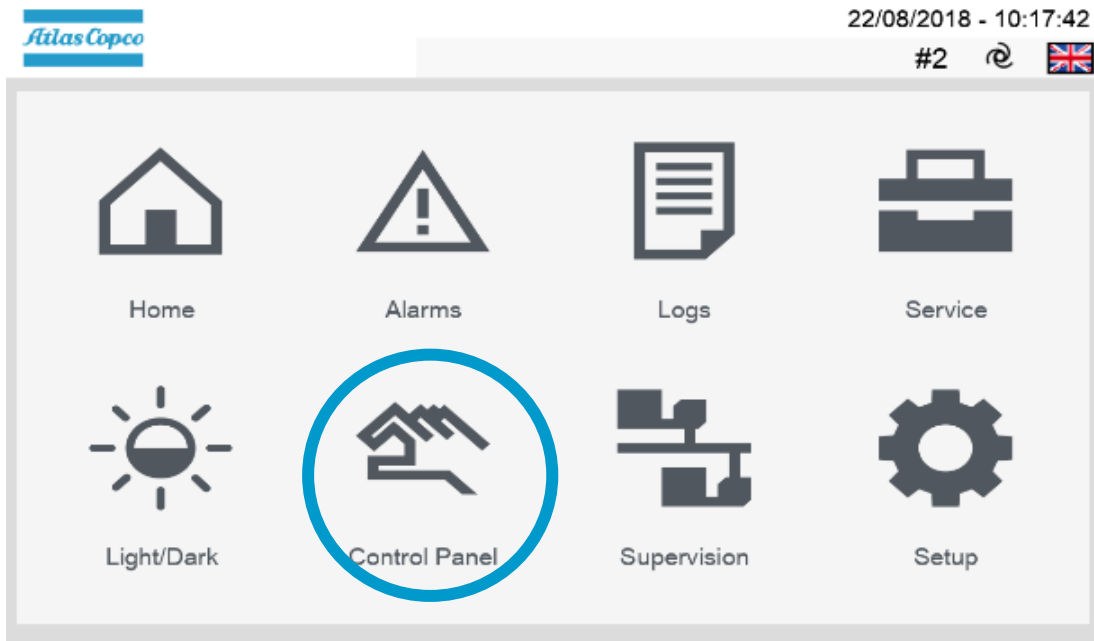 Atlas Copco
22/08/2018 - 10:17:42
#2
Home
Alarms
Logs
Service
Light/Dark
Control Panel
Supervision
Setup